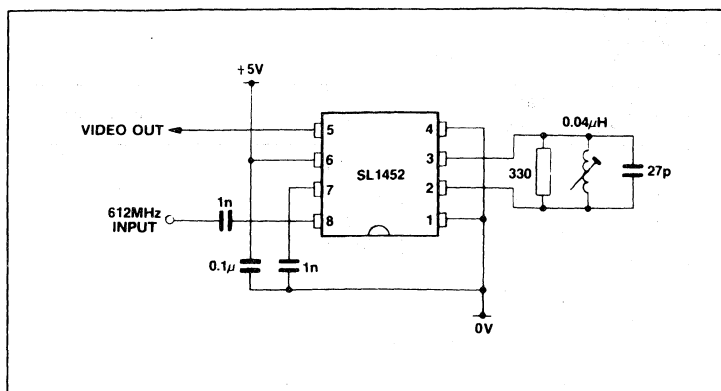 +5V
0.04μH
VIDEO OUT
5
4
6
3
SL1452
330
27p
7
2
1n
612MHz
INPUT
8
1
0.1μ
1n
0V